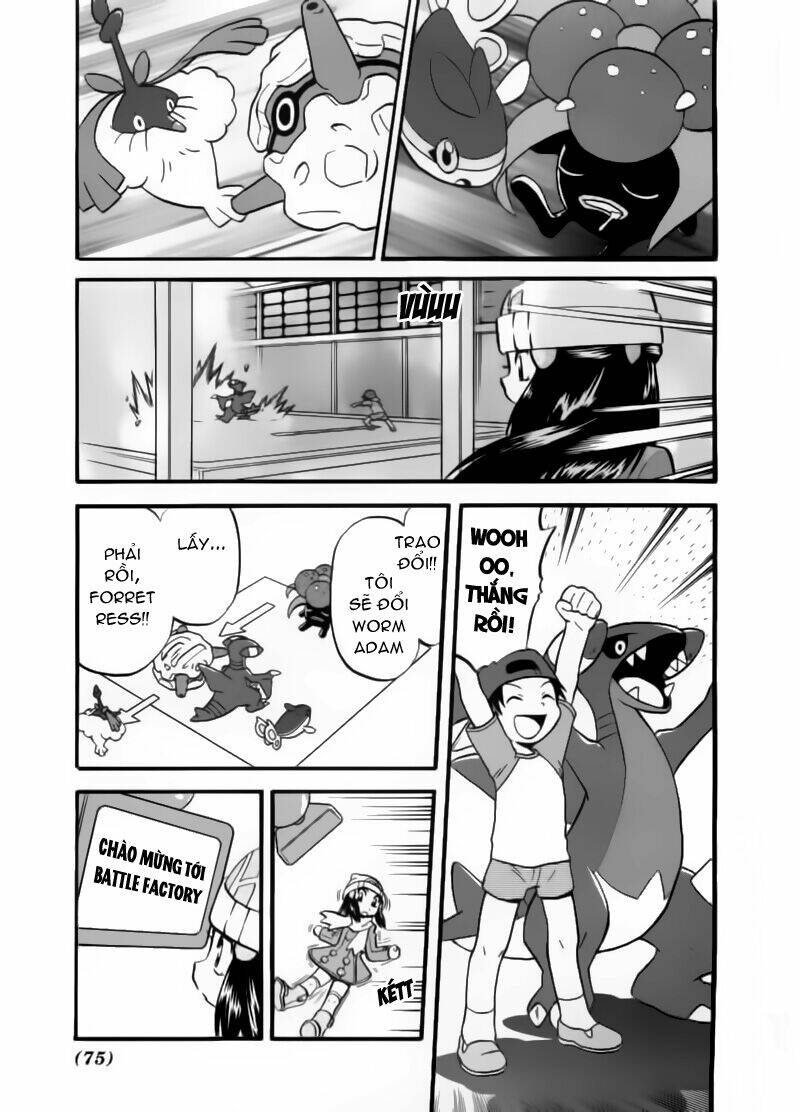 VÙUU
WOOH
OO,
THẮNG
RỒI!
TRAO
ĐỔI!!
TÔI
SẼ ĐỔI
WORM
ADAM
LẤY...
PHẢI
RỒI,
FORRET
RESS!!
KÉTT
CHÀO MỪNG TỚI
BATTLE FACTORY
(75)